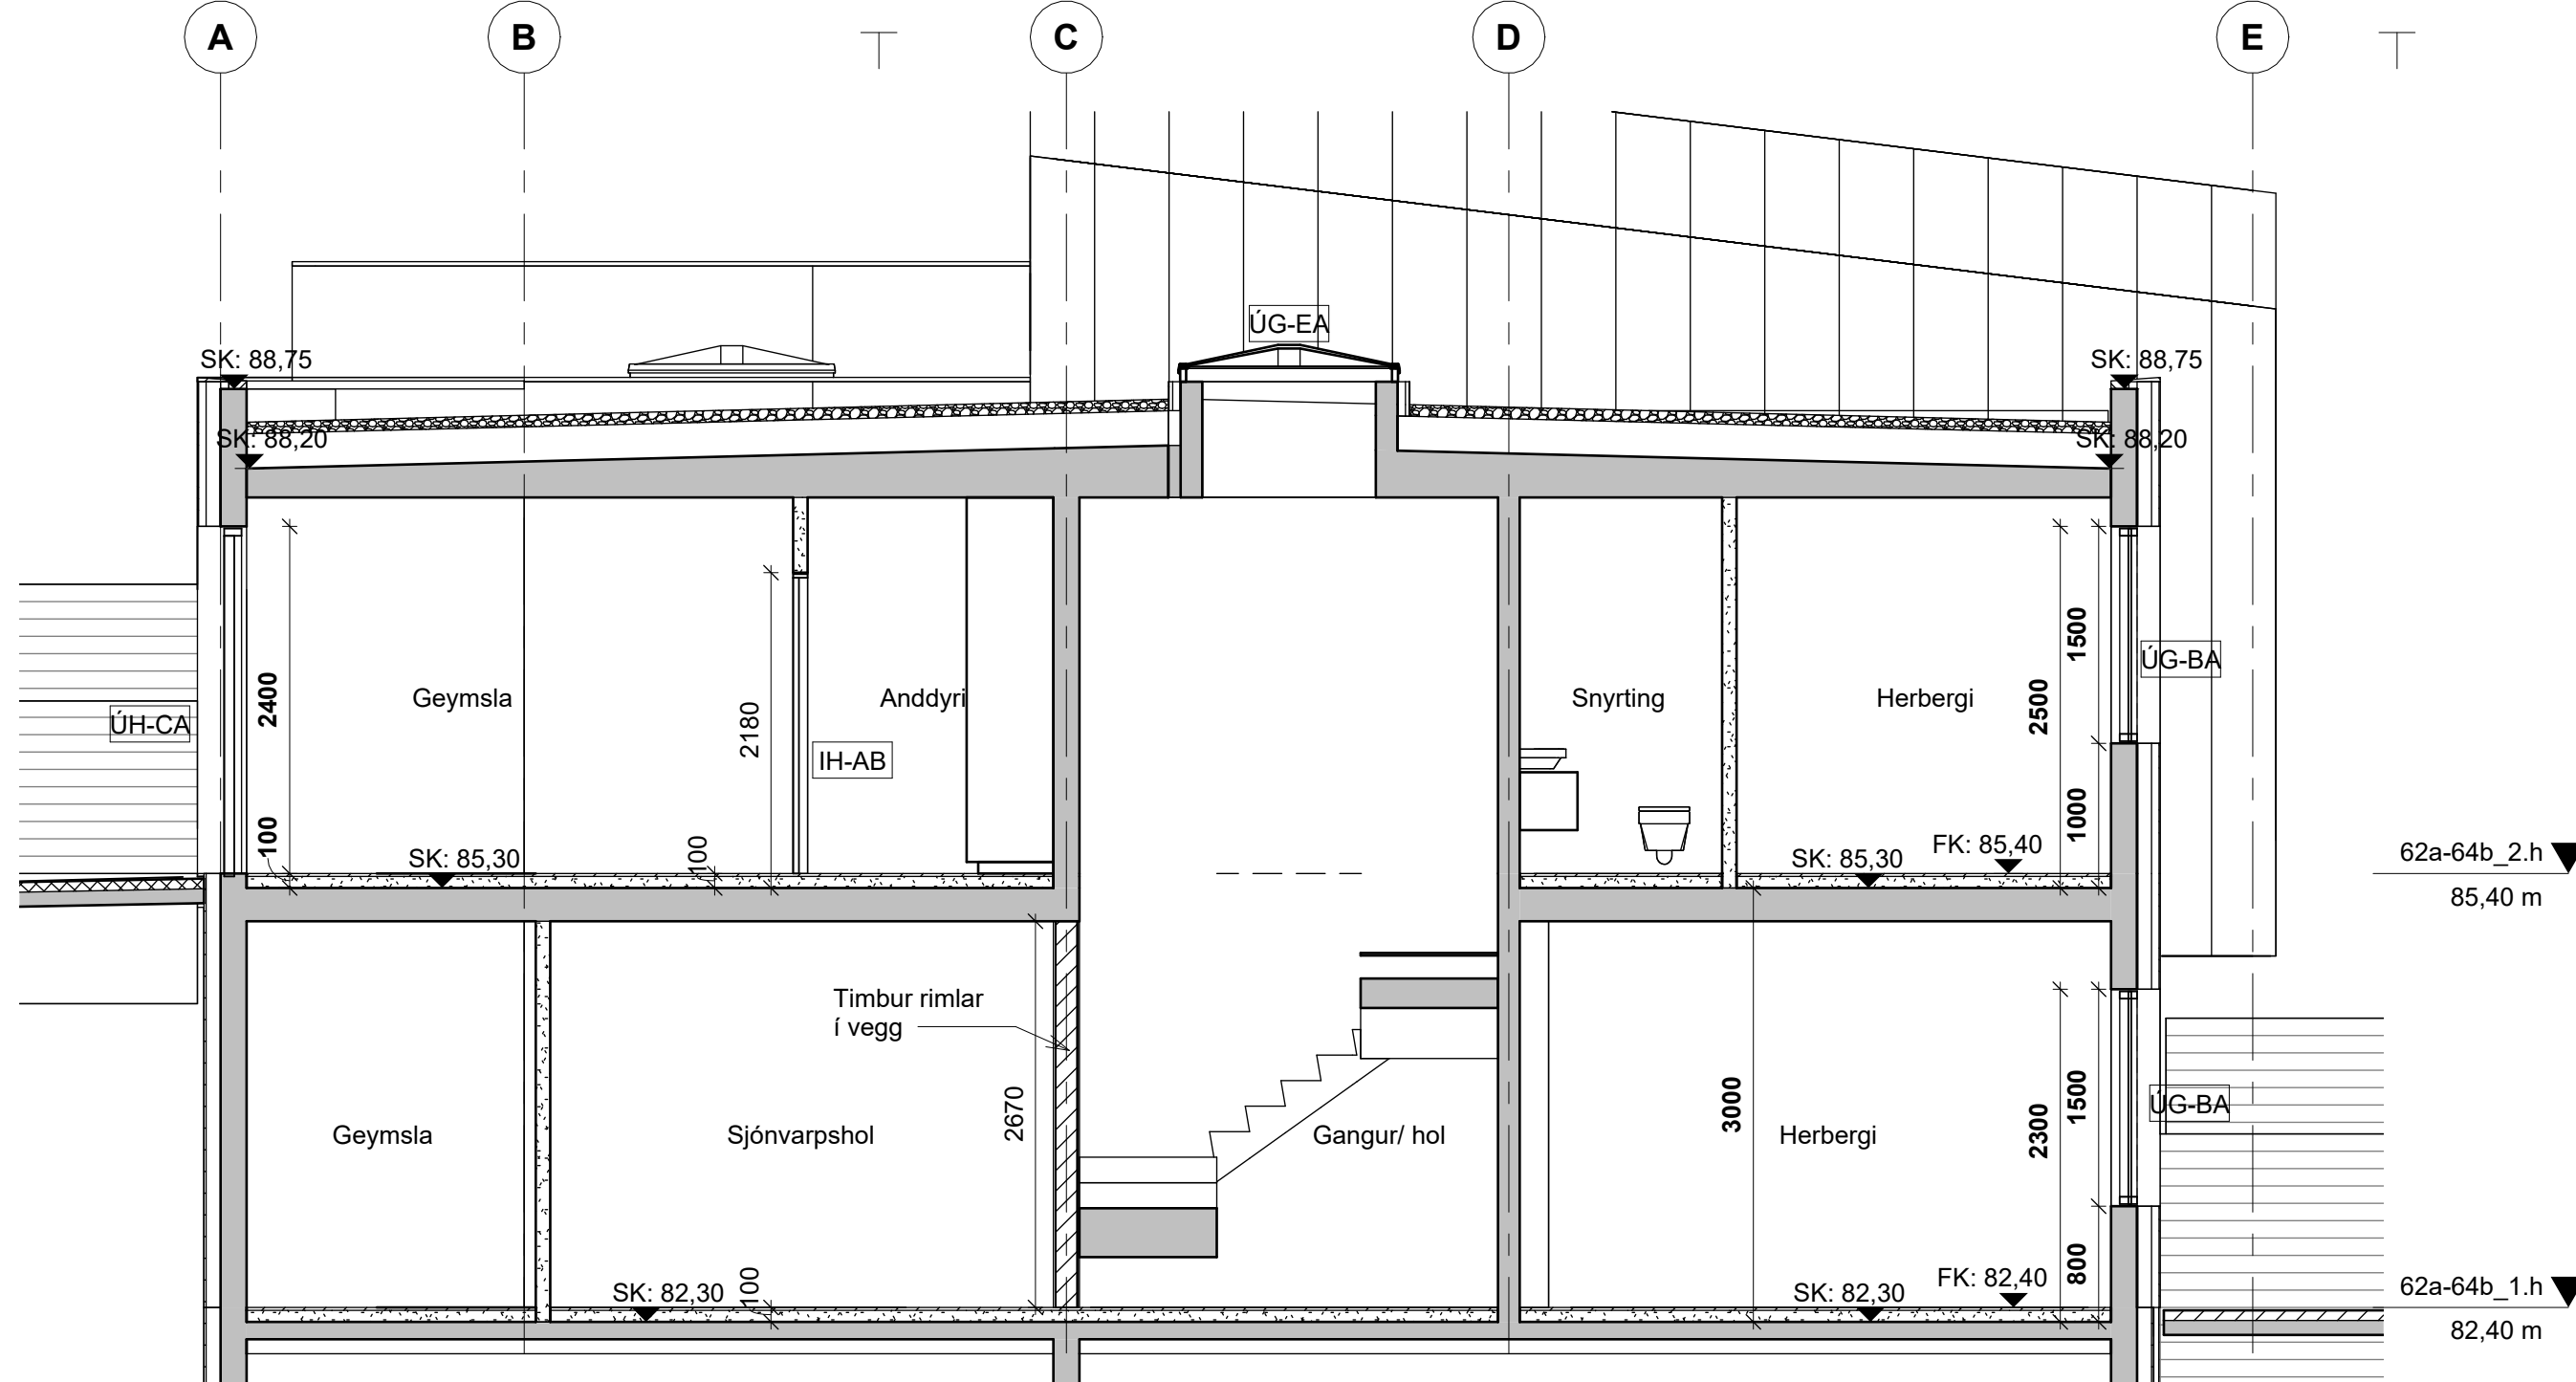 A
B
C
D
E
ÚG-EA
SK: 88,75
SK: 88,75
SK: 88,20
SK: 88,20
2400
100
Geymsla
SK: 85,30
100
2180
Anddyri
IH-AB
ÚH-CA
Snyrting
Herbergi
SK: 85,30
FK: 85,40
2500
1500
1000
ÚG-BA
62a-64b_2.h
85,40 m
Timbur rimlar
í vegg
Geymsla
Sjónvarpshol
2670
Gangur/ hol
3000
Herbergi
2300
1500
800
ÚG-BA
SK: 82,30
100
SK: 82,30
FK: 82,40
62a-64b_1.h
82,40 m